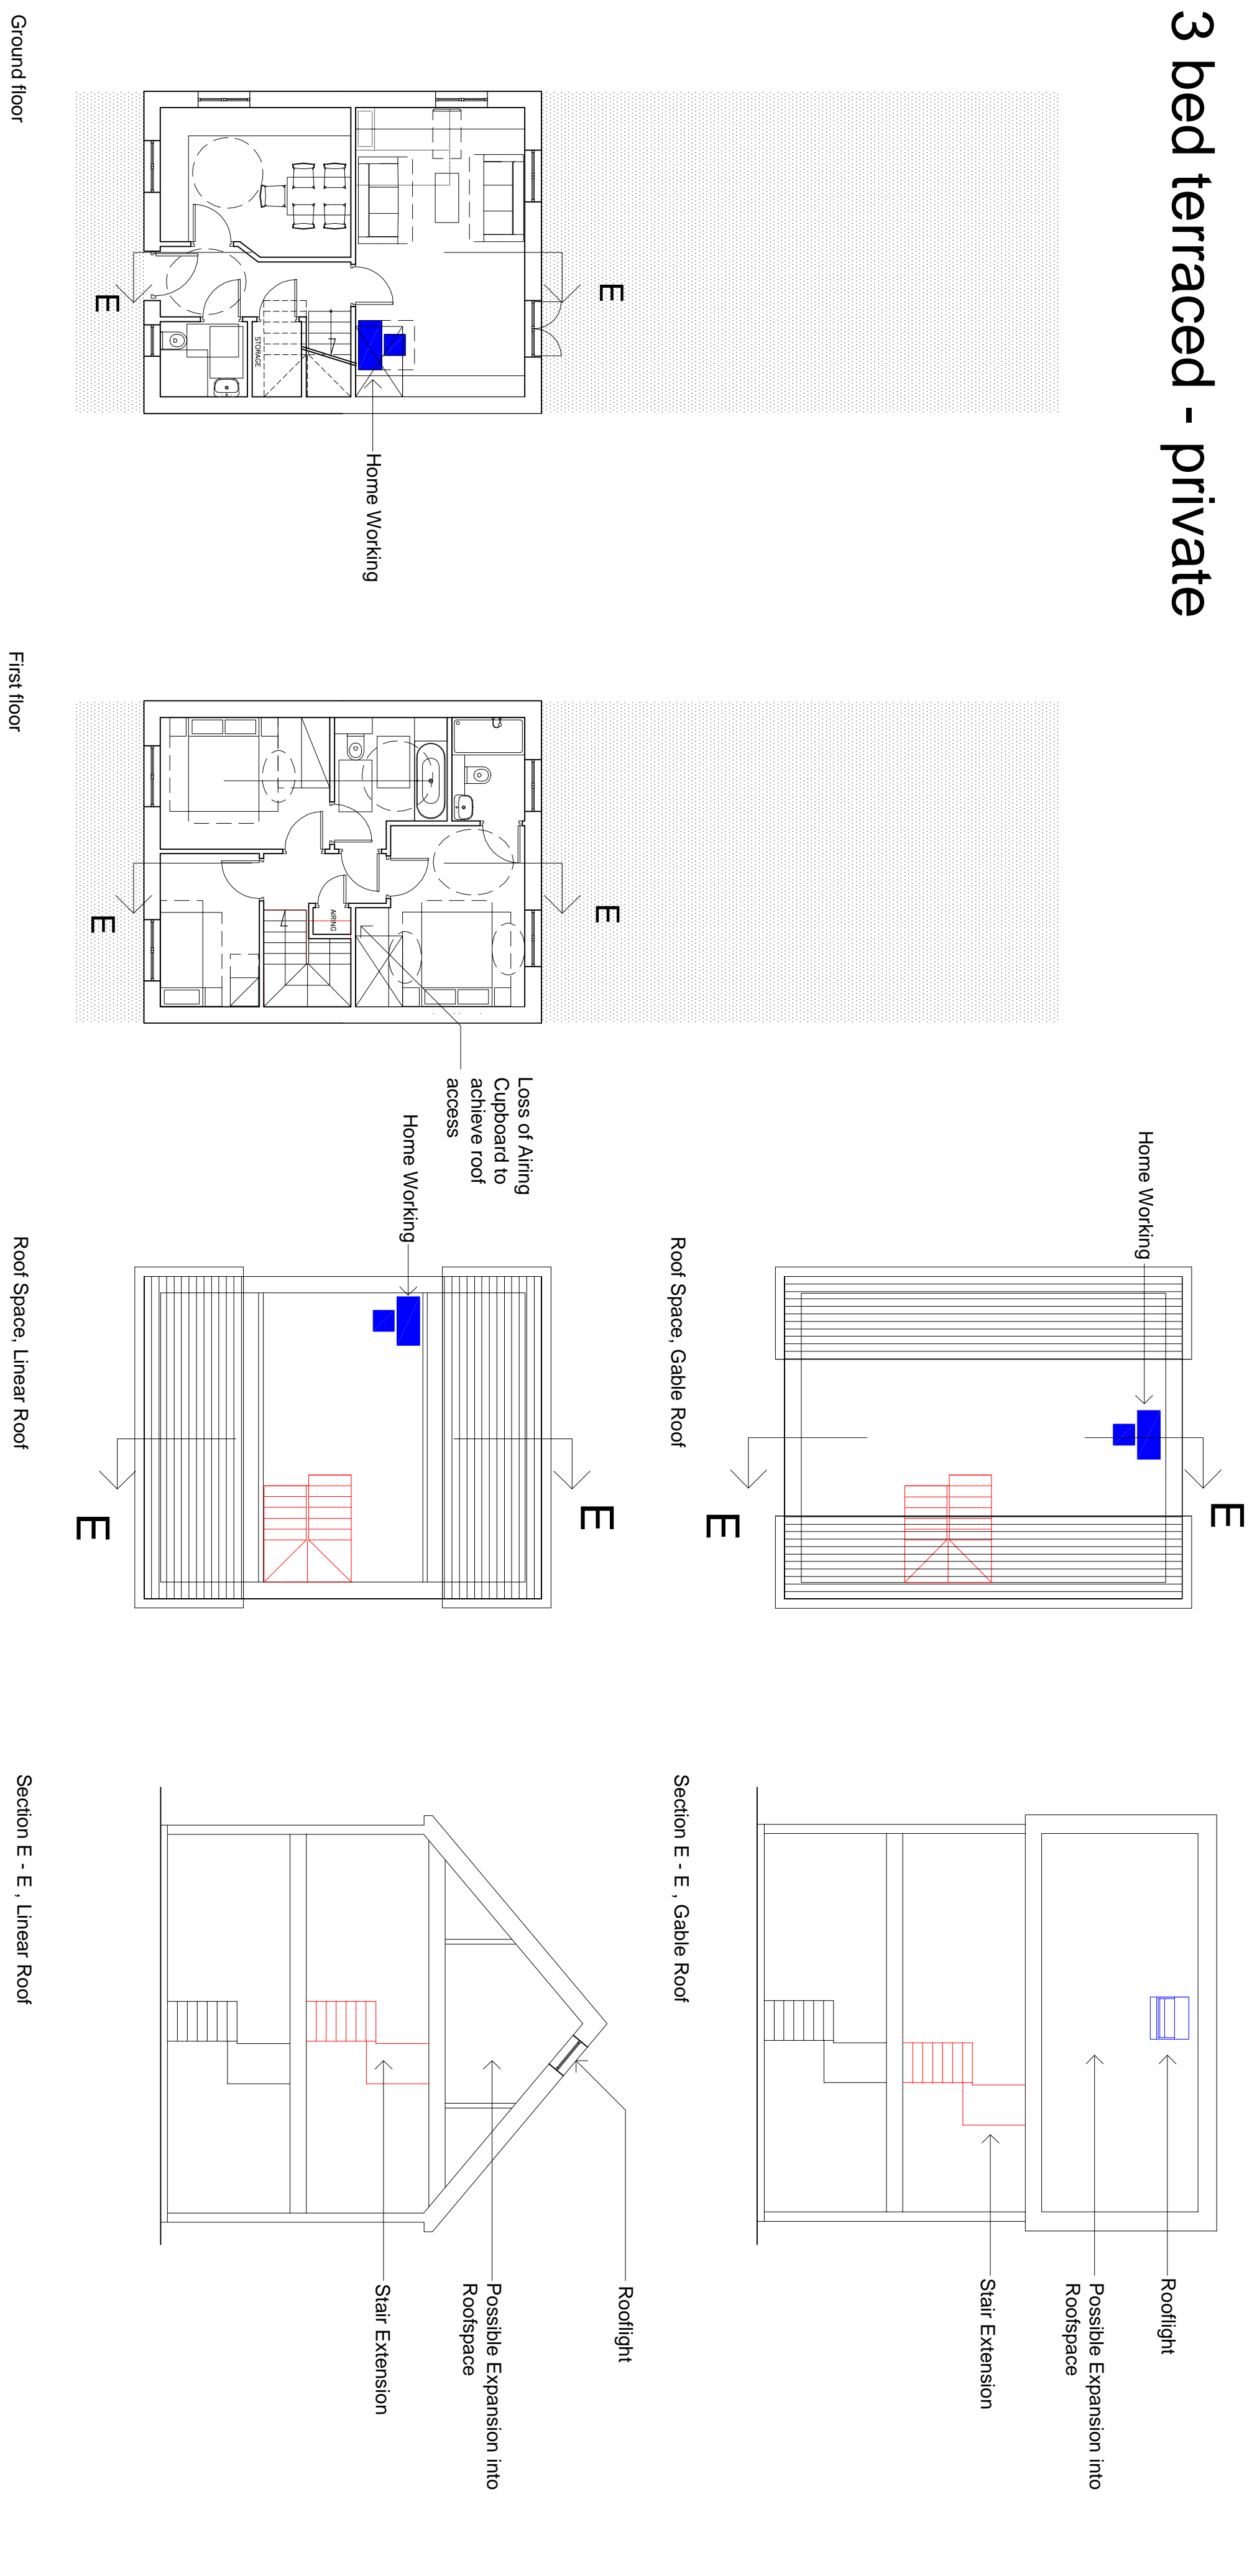 3 bed terraced - private
Home Working
Roof Space, Gable Roof
E
E
Rooflight
Possible Expansion into
Roofspace
Stair Extension
Section E - E , Gable Roof
E
E
STORAGE
Home Working
Ground floor
E
E
AIRING
Loss of Airing
Cupboard to
achieve roof
access
First floor
Home Working
E
E
Roof Space, Linear Roof
Rooflight
Possible Expansion into
Roofspace
Stair Extension
Section E - E , Linear Roof